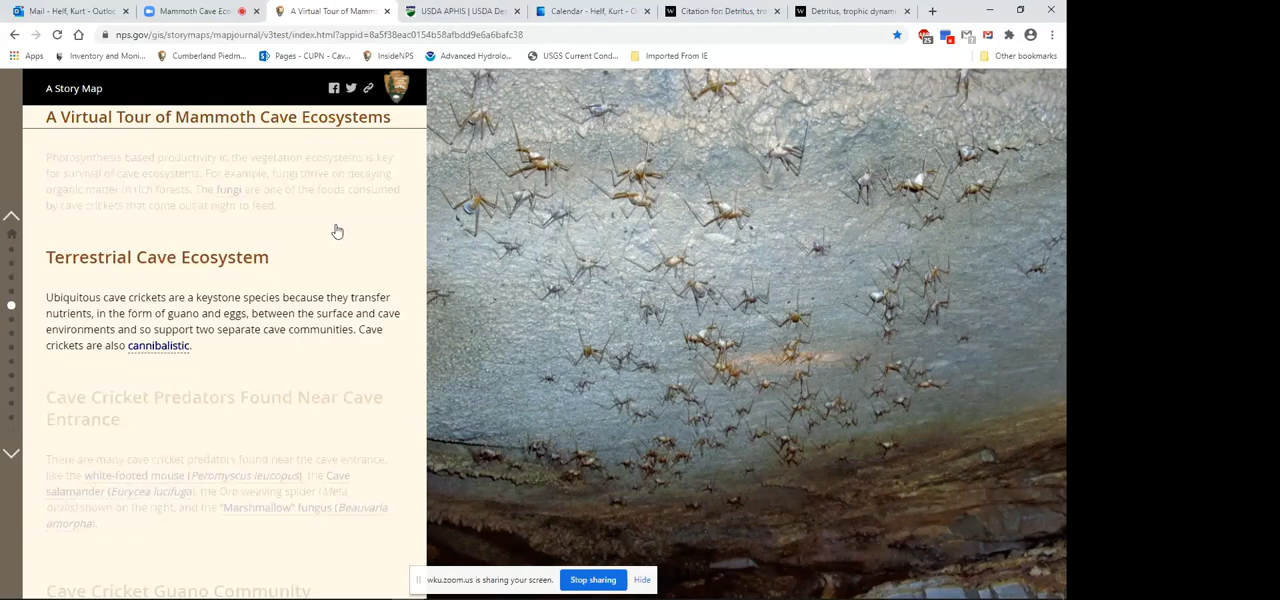 Mail - Helf, Kurt - Outloo
Mammoth Cave Eco
A Virtual Tour of Mamm
USDA APHIS | USDA De
Calendar - Helf, Kurt - O
Citation for: Detritus, tro
Detritus, trophic dynami
nps.gov/gis/storymaps/mapjournal/v3test/index.html?appid=8a5f38eac0154b58afbdd9e6a6bafc38
Apps
Inventory and Moni...
Cumberland Piedm...
Pages - CUPN - Cav...
InsideNPS
Advanced Hydrolo...
USGS Current Cond...
Imported From IE
Other bookmarks
A Story Map
A Virtual Tour of Mammoth Cave Ecosystems
Photosynthesis based productivity in the vegetation ecosystems is key
for survival of cave ecosystems. For example, fungi thrive on decaying
organic matter in rich forests. The fungi are one of the foods consumed
by cave crickets that come out at night to feed.
Terrestrial Cave Ecosystem
Ubiquitous cave crickets are a keystone species because they transfer
nutrients, in the form of guano and eggs, between the surface and cave
environments and so support two separate cave communities. Cave
crickets are also cannibalistic.
Cave Cricket Predators Found Near Cave
Entrance
There are many cave cricket predators found near the cave entrance,
like the white-footed mouse (Peromyscus leucopus), the Cave
salamander (Eurycea lucifuga), the Orb weaving spider (Meta
ovalis) shown on the right, and the "Marshmallow" fungus (Beauvaria
amorpha).
Cave Cricket Guano Community
wku.zoom.us is sharing your screen.
Stop sharing
Hide